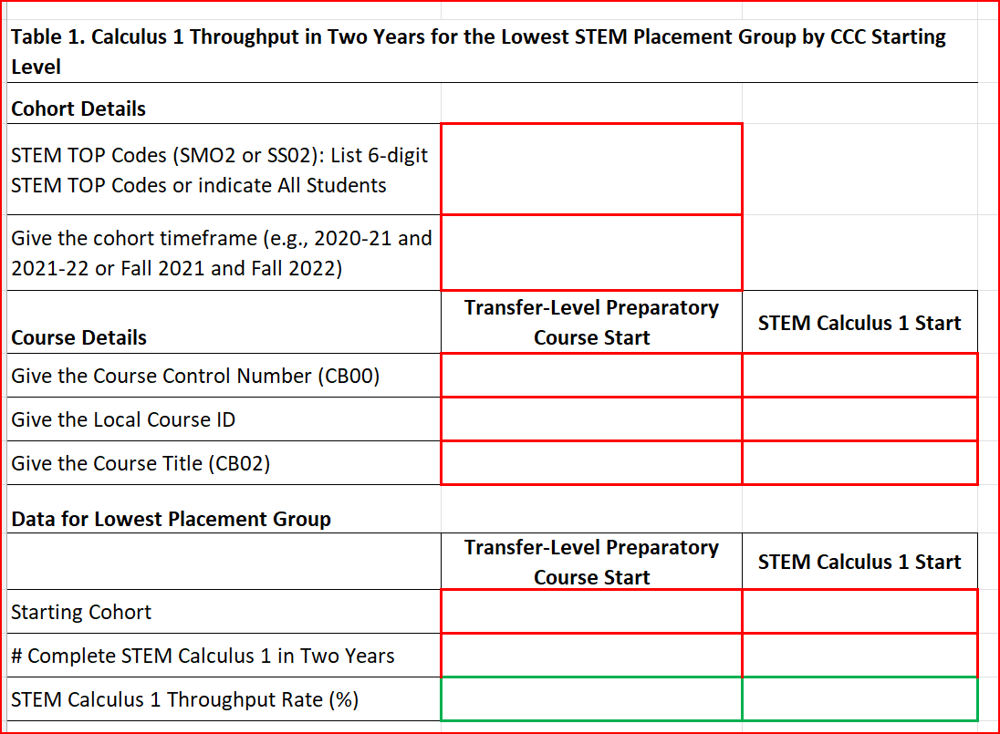 Table 1. Calculus 1 Throughput in Two Years for the Lowest STEM Placement Group by CCC Starting
Level
Cohort Details
STEM TOP Codes (SMO2 or SS02): List 6-digit
STEM TOP Codes or indicate All Students
Give the cohort timeframe (e.g., 2020-21 and
2021-22 or Fall 2021 and Fall 2022)
Course Details
Transfer-Level Preparatory
Course Start
STEM Calculus 1 Start
Give the Course Control Number (CB00)
Give the Local Course ID
Give the Course Title (CB02)
Data for Lowest Placement Group
Transfer-Level Preparatory
Course Start
STEM Calculus 1 Start
Starting Cohort
# Complete STEM Calculus 1 in Two Years
STEM Calculus 1 Throughput Rate (%)